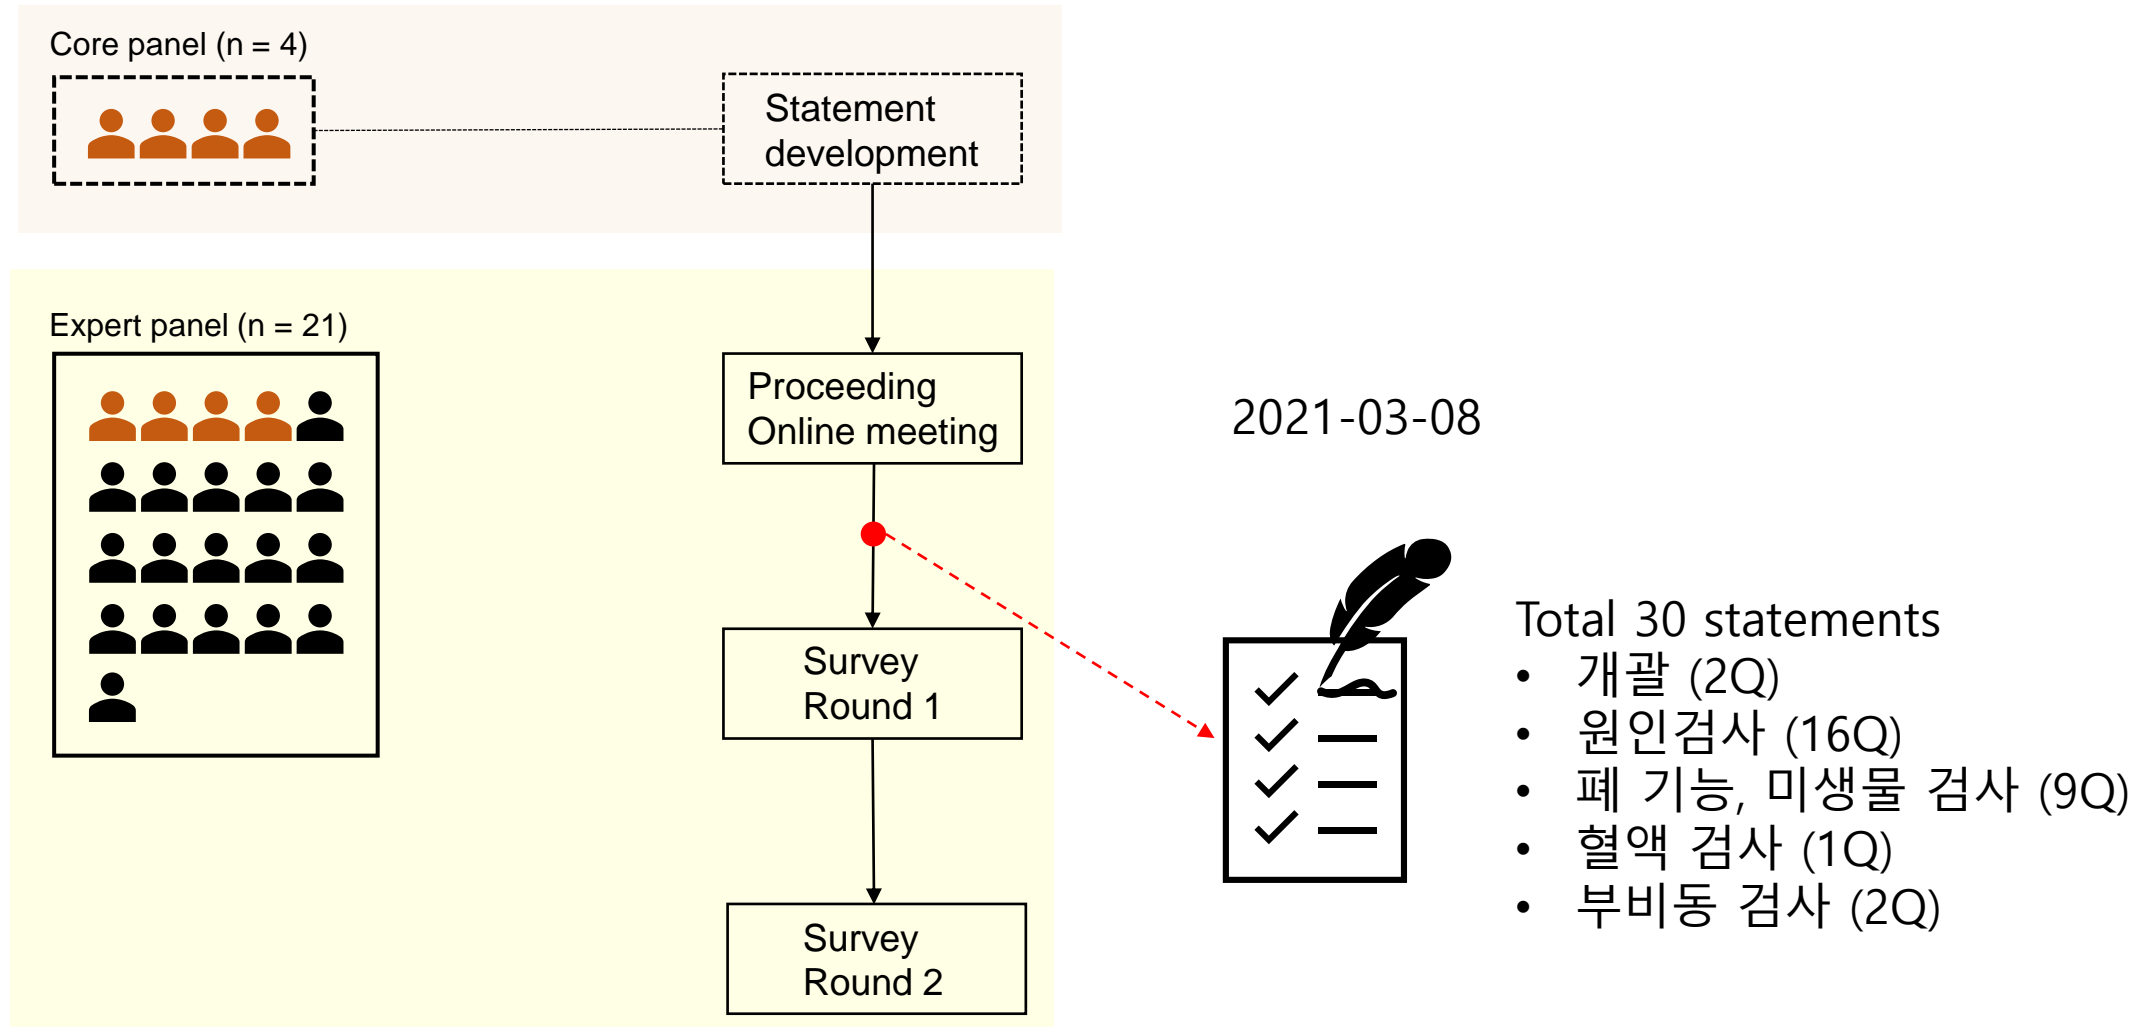 Core panel (n = 4)
Statement
development
Expert panel (n = 21)
Proceeding
Online meeting
2021-03-08
Survey
Round 1
Total 30 statements
• 개괄 (2Q)
• 원인검사 (16Q)
• 폐 기능, 미생물 검사 (9Q)
• 혈액 검사 (1Q)
• 부비동 검사 (2Q)
Survey
Round 2